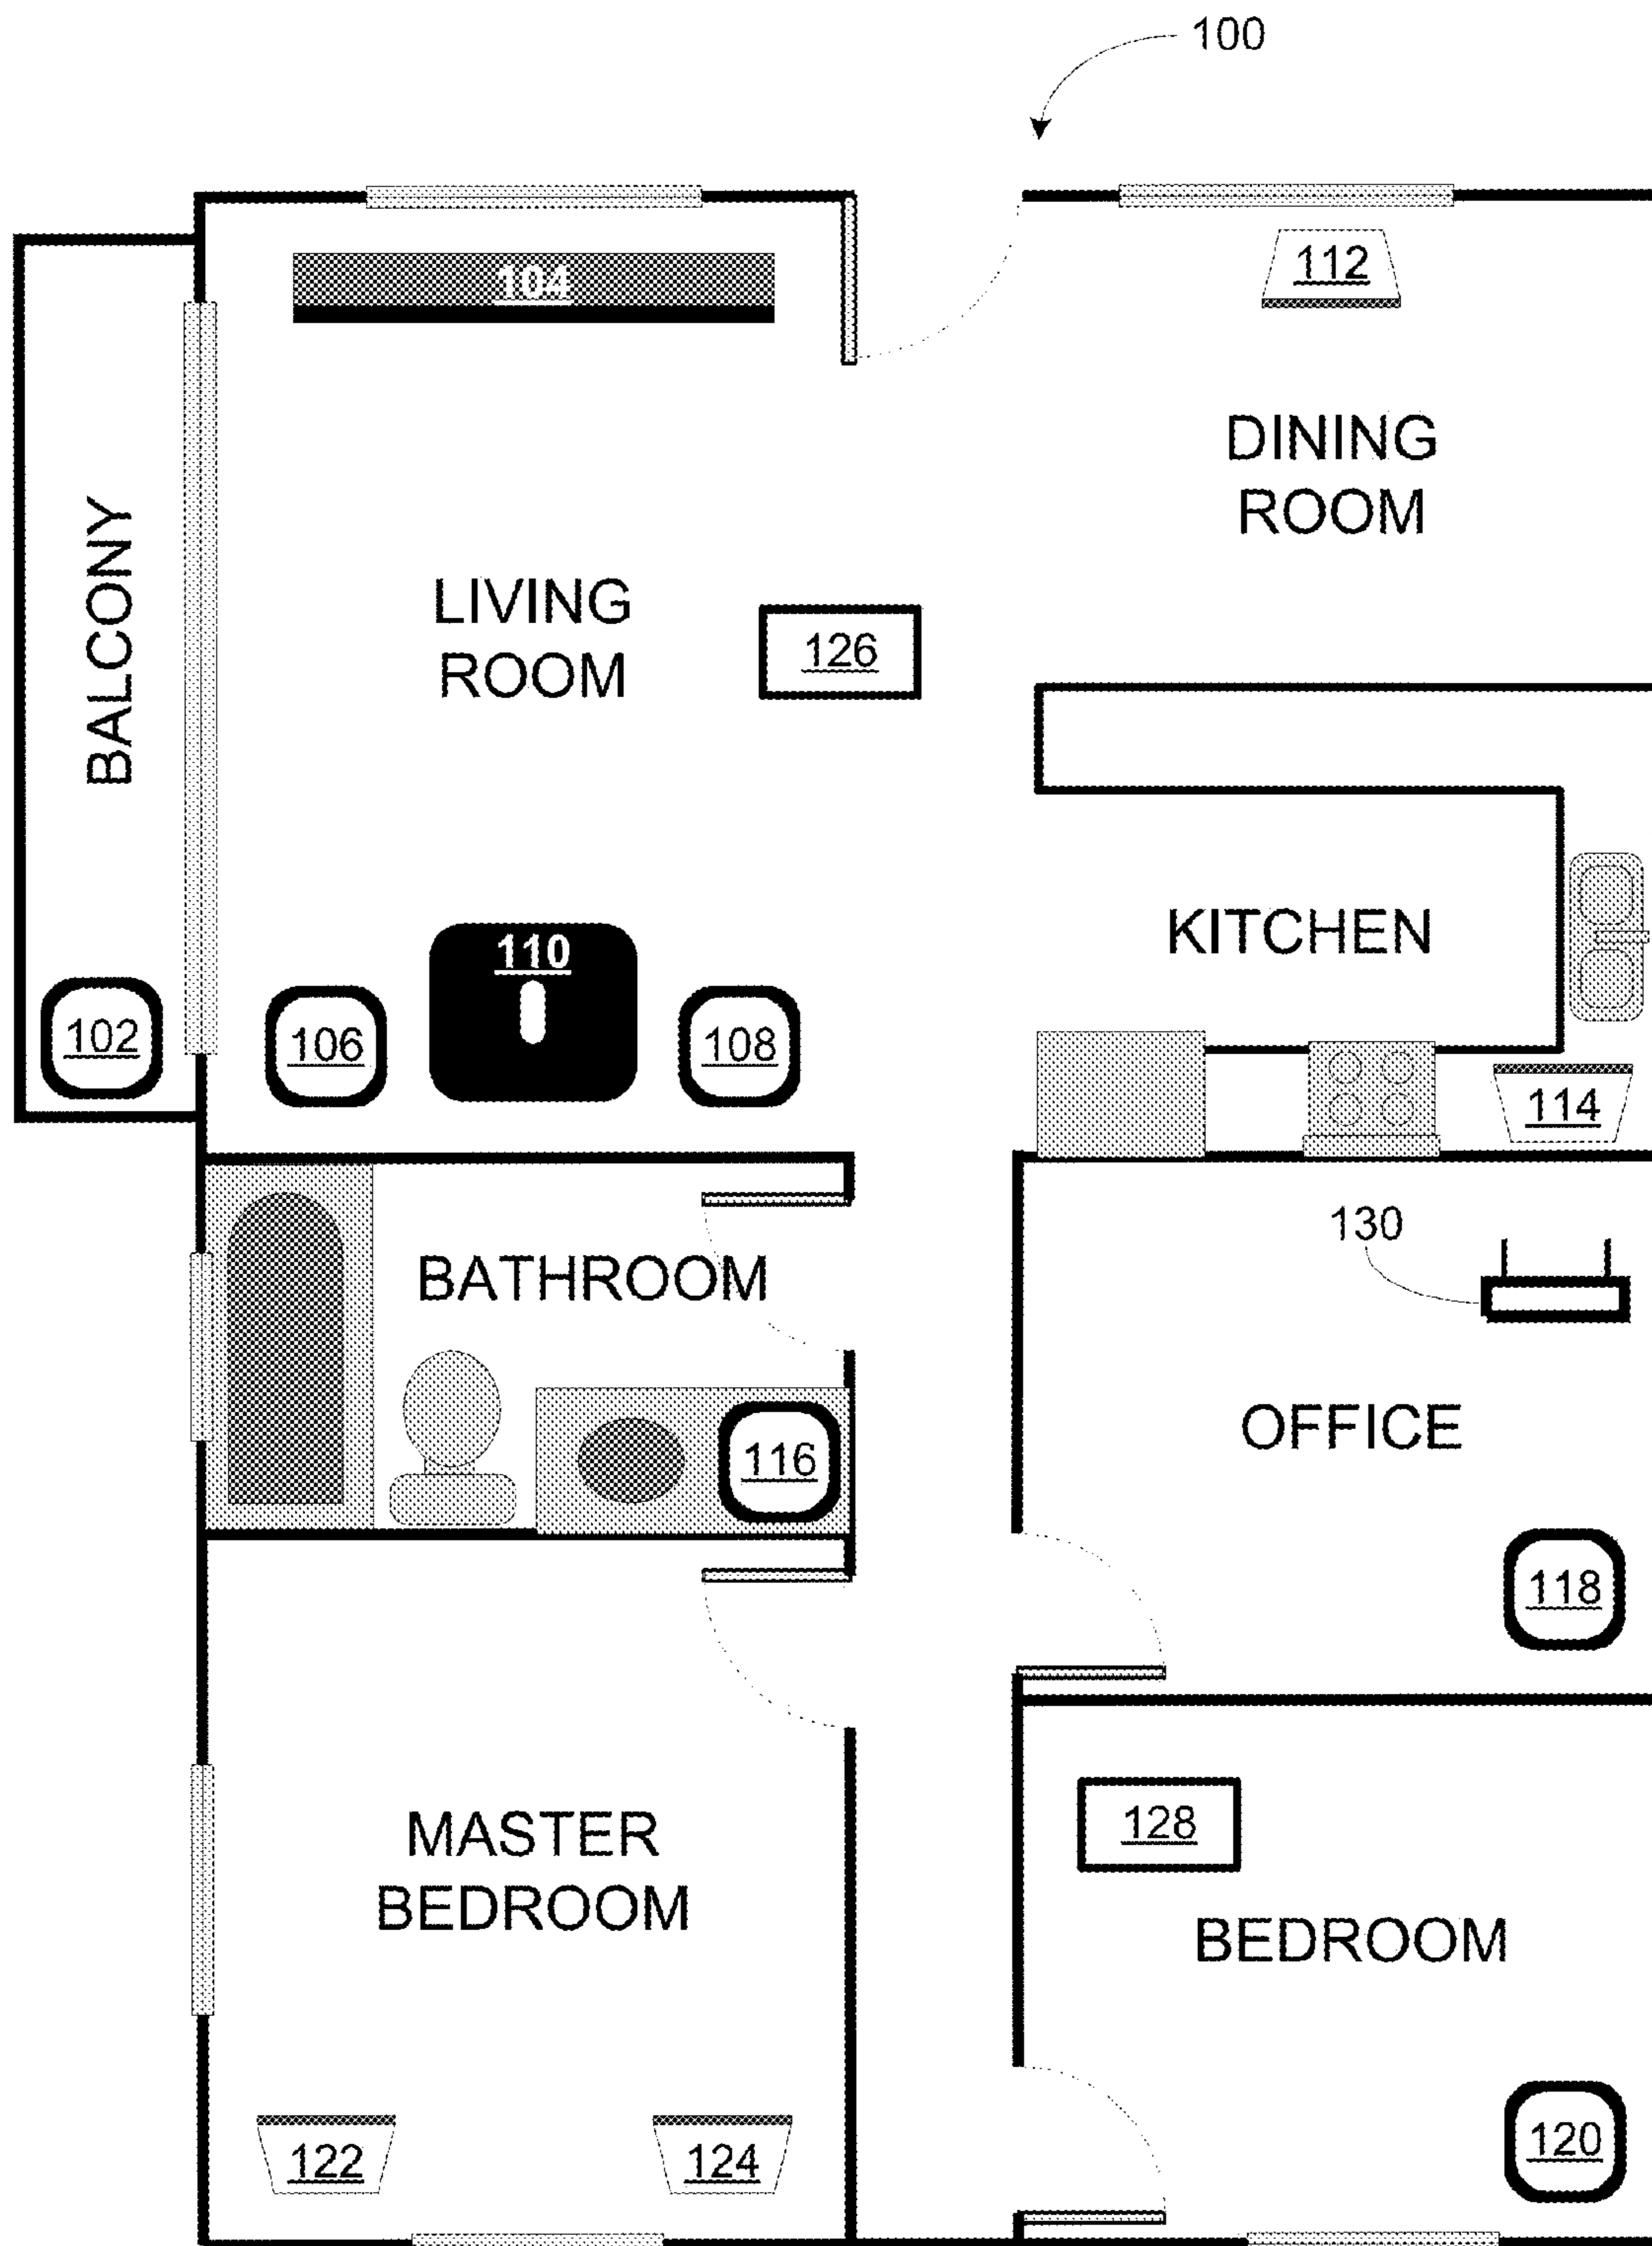 100
104
112
DINING
ROOM
BALCONY
LIVING
ROOM
126
KITCHEN
110
102
106
108
114
130
BATHROOM
OFFICE
116
118
128
MASTER
BEDROOM
BEDROOM
120
122
124